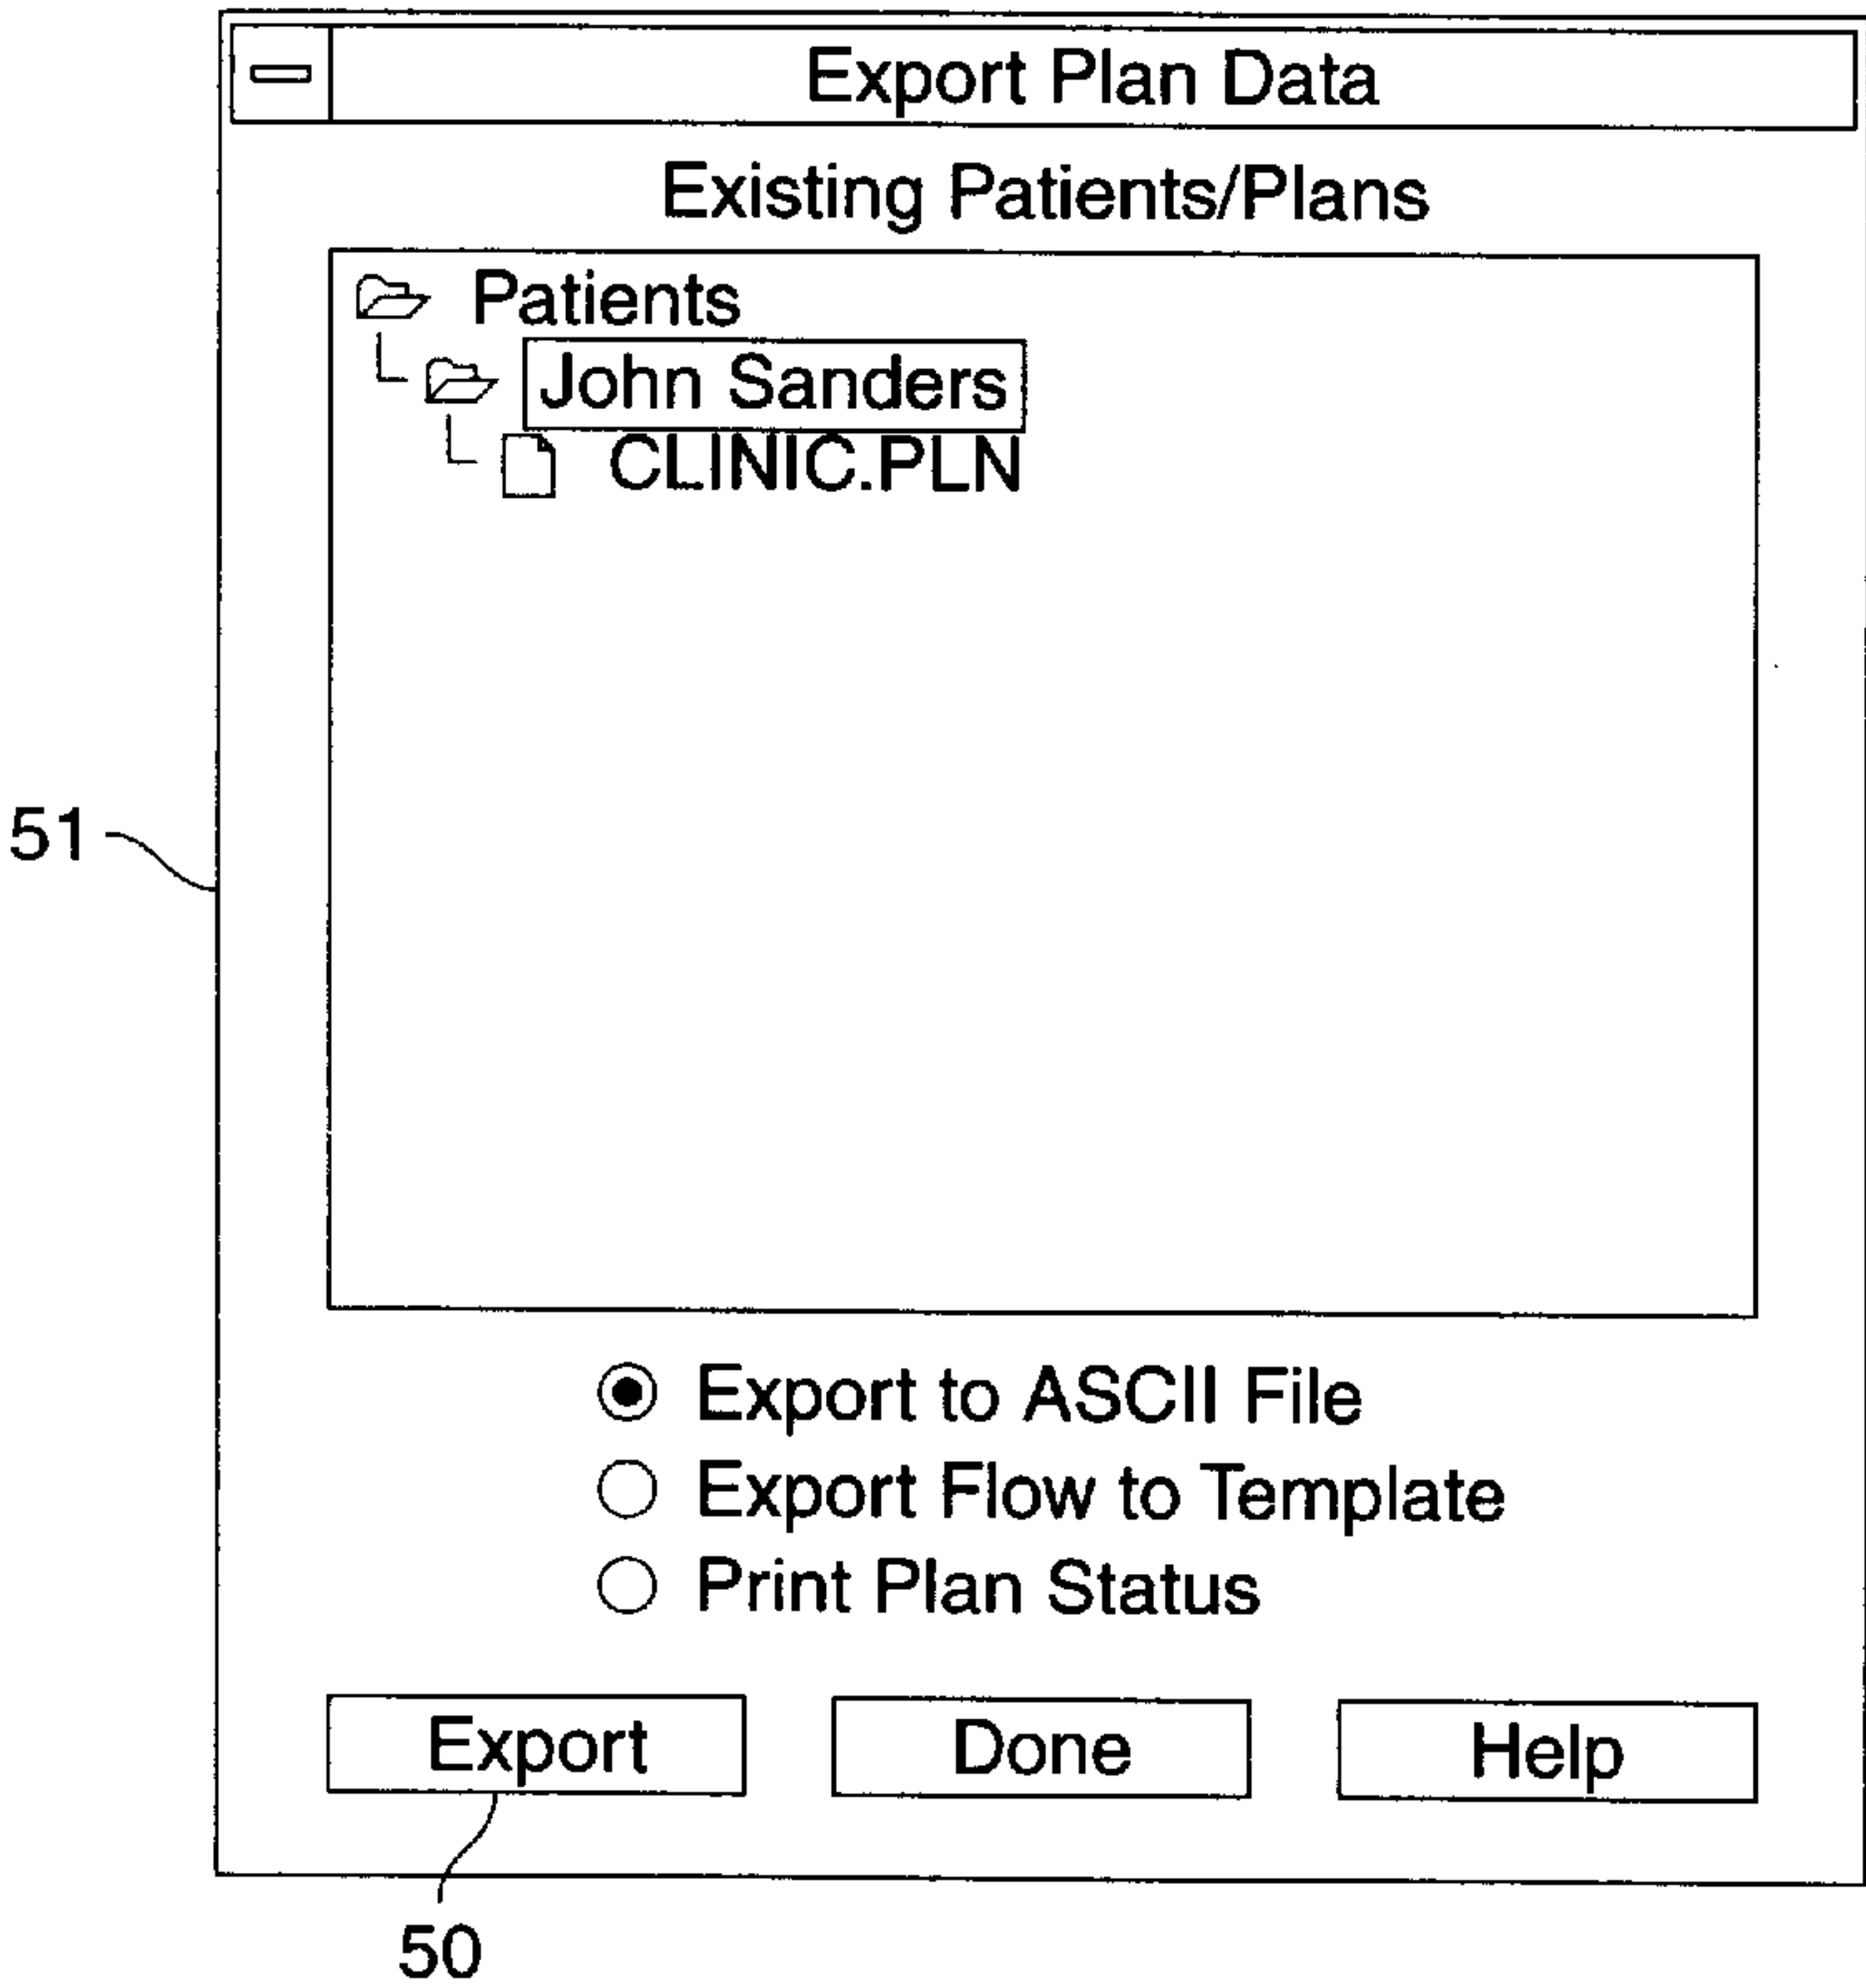 Export Plan Data
Existing Patients/Plans
Patients
John Sanders
CLINIC.PLN
51
Export to ASCII File
Export Flow to Template
Print Plan Status
Export Done Help
50